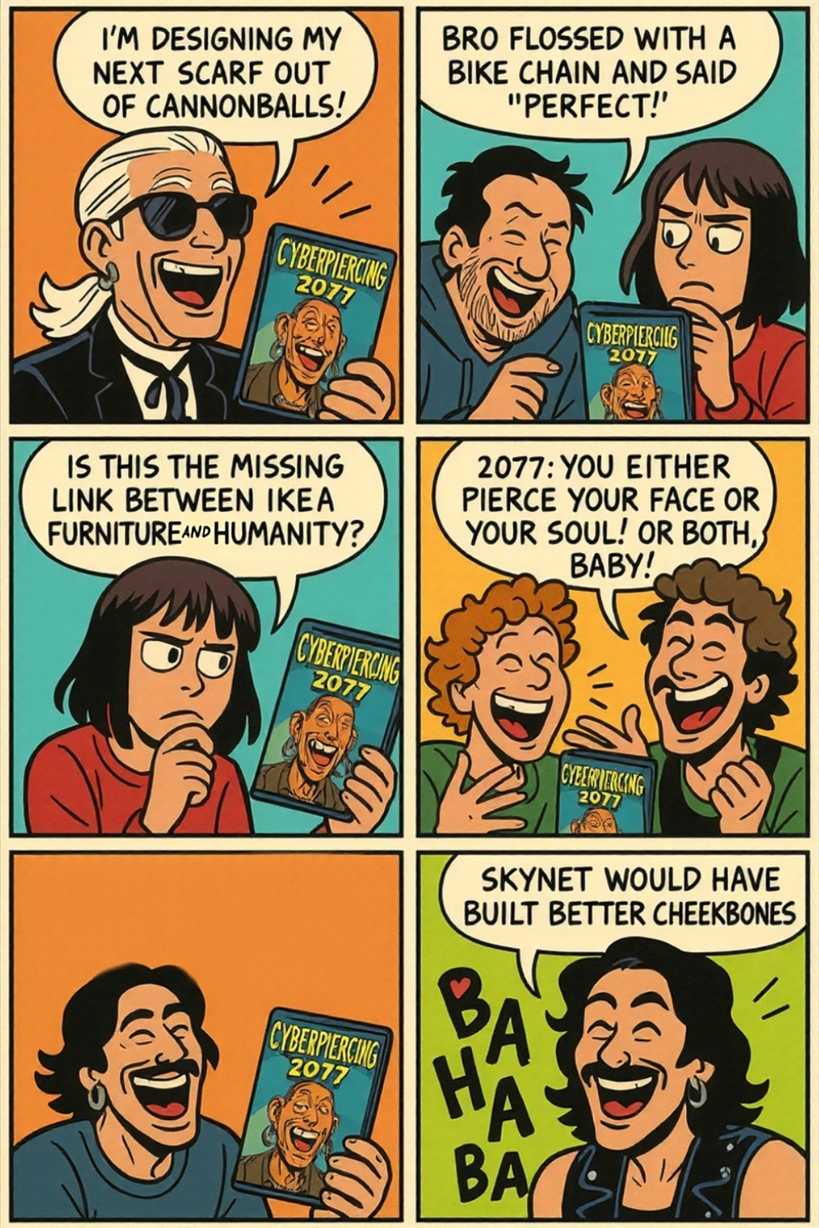 I'M DESIGNING MY
NEXT SCARF OUT
OF CANNONBALLS!
CYBERPIERCING
2077
BRO FLOSSED WITH A
BIKE CHAIN AND SAID
"PERFECT!"
CYBERPIERCING
2077
IS THIS THE MISSING
LINK BETWEEN IKEA
FURNITURE AND HUMANITY?
CYBERPIERCING
2077
2077: YOU EITHER
PIERCE YOUR FACE OR
YOUR SOUL! OR BOTH,
BABY!
CYBERPIERCING
2077
CYBERPIERCING
2077
SKYNET WOULD HAVE
BUILT BETTER CHEEKBONES
BA
HA
BA